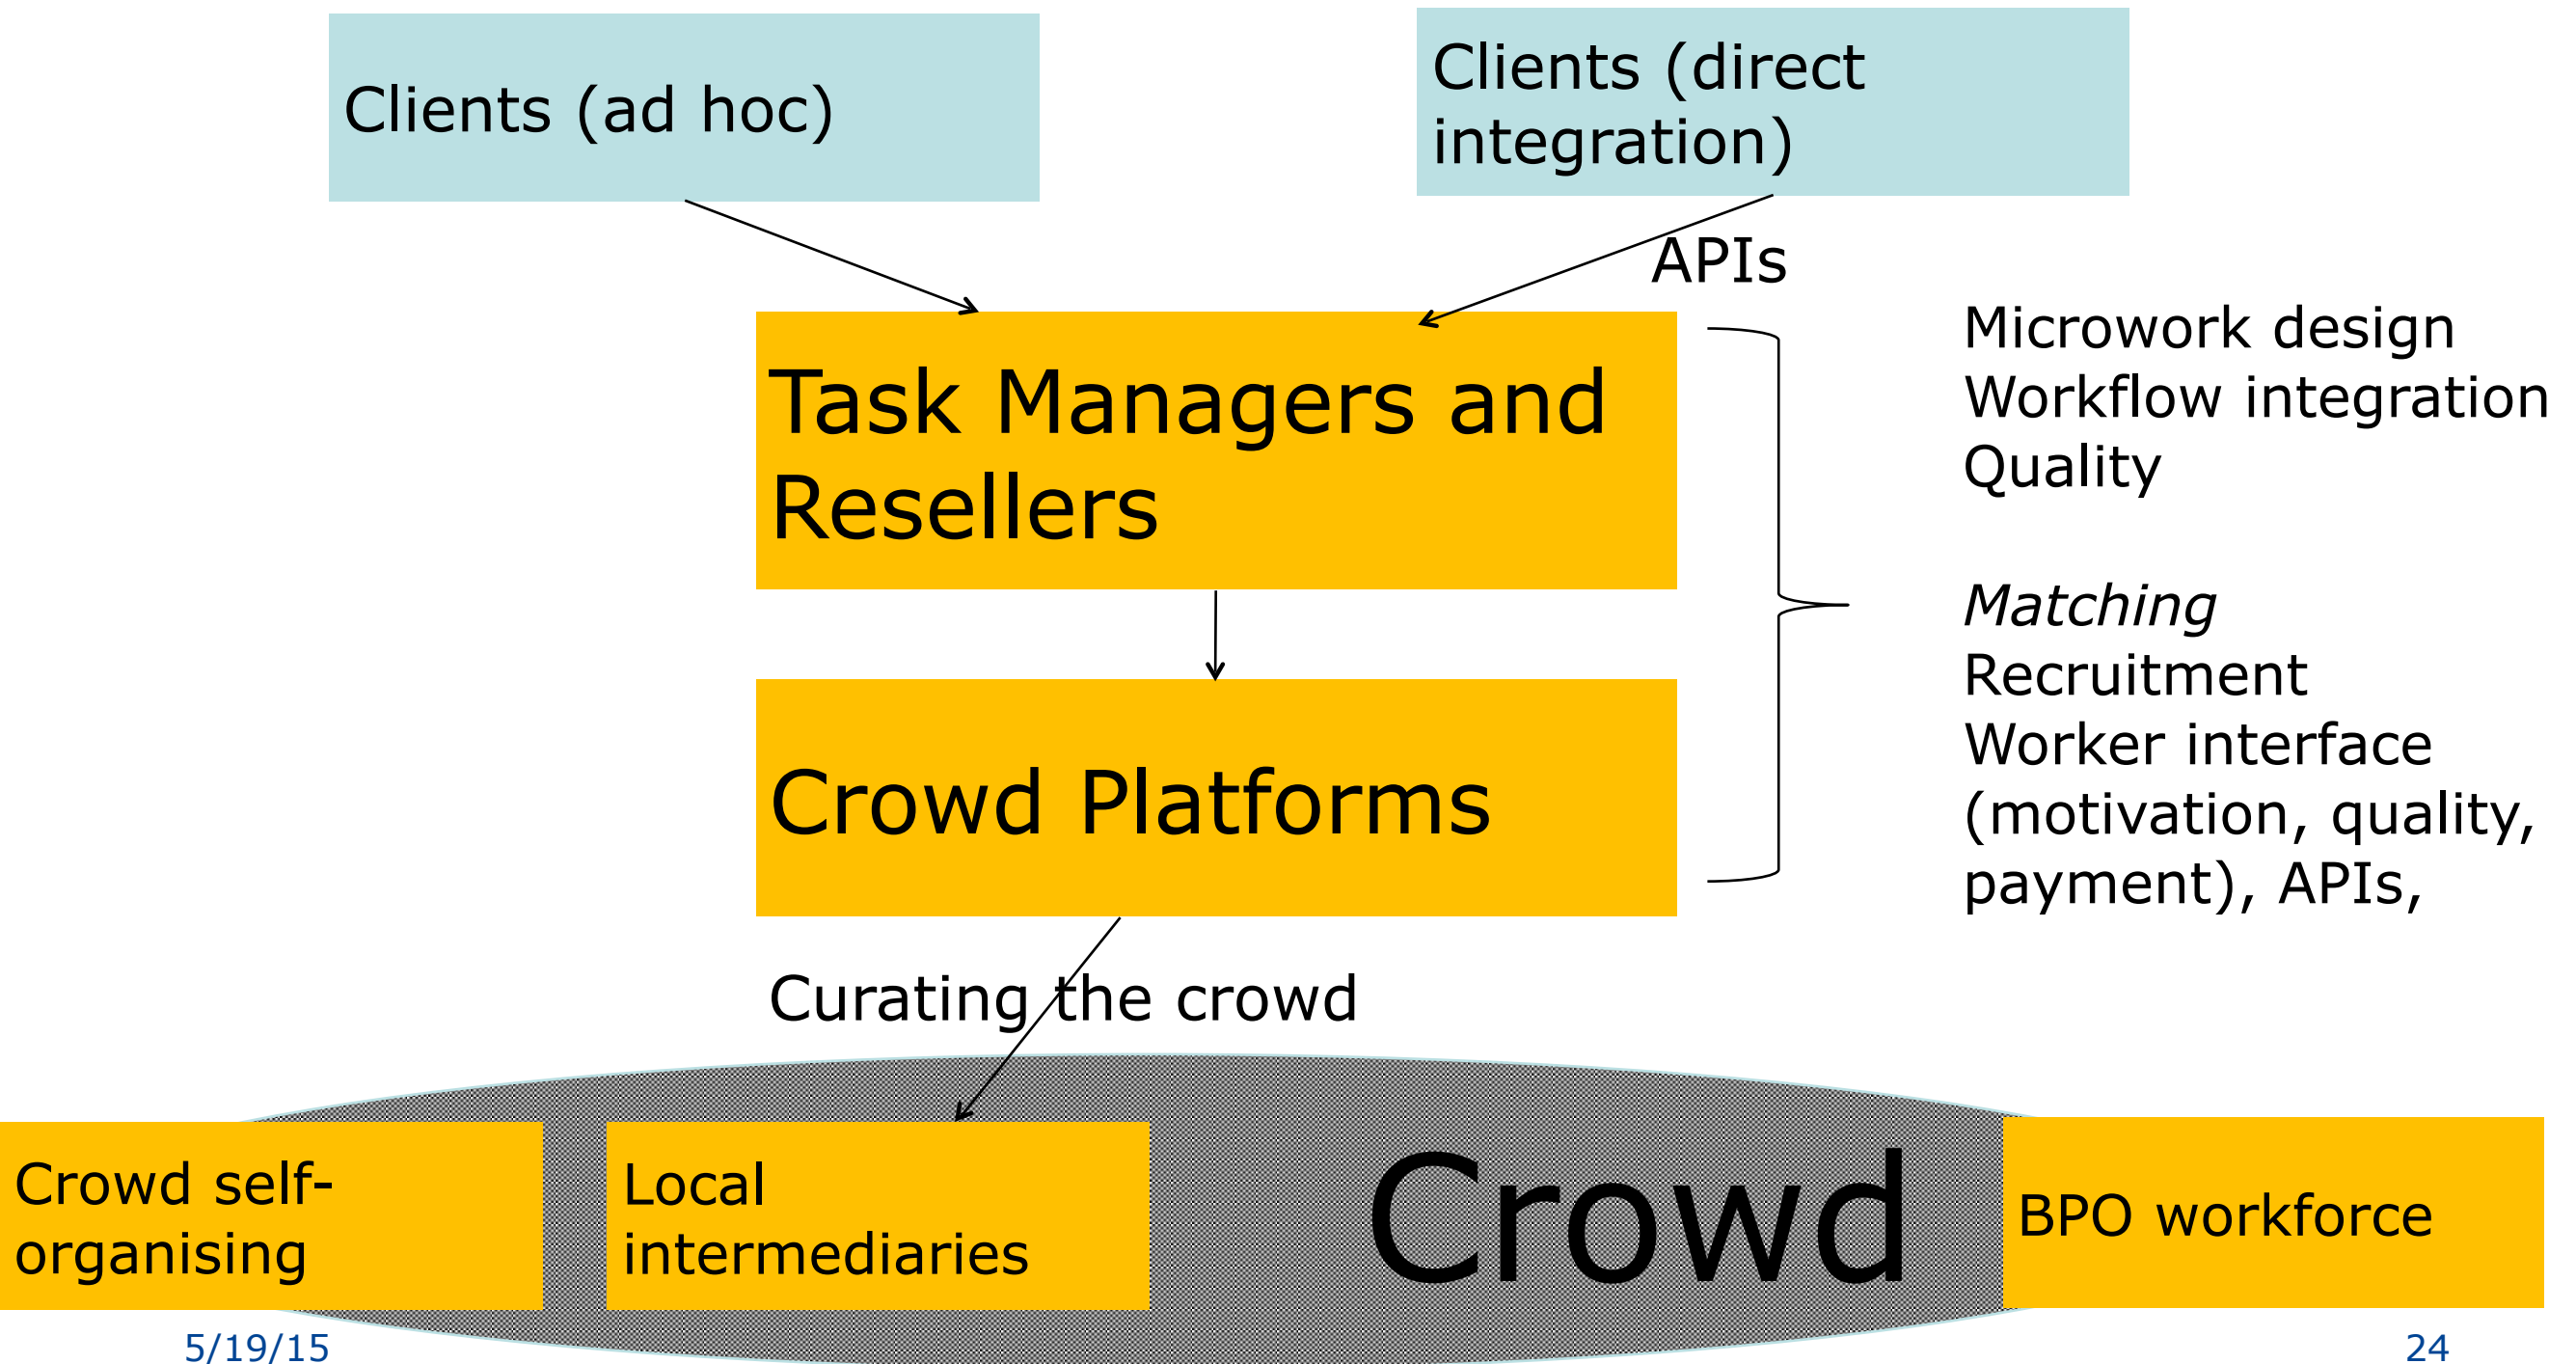 Clients (ad hoc)
Clients (direct
integration)
APIs
Task Managers and
Resellers
Microwork design
Workflow integration
Quality
Matching
Recruitment
Worker interface
(motivation, quality,
payment), APIs,
Crowd Platforms
Curating the crowd
Crowd self-
organising
Local
intermediaries
Crowd
BPO workforce
5/19/15
24